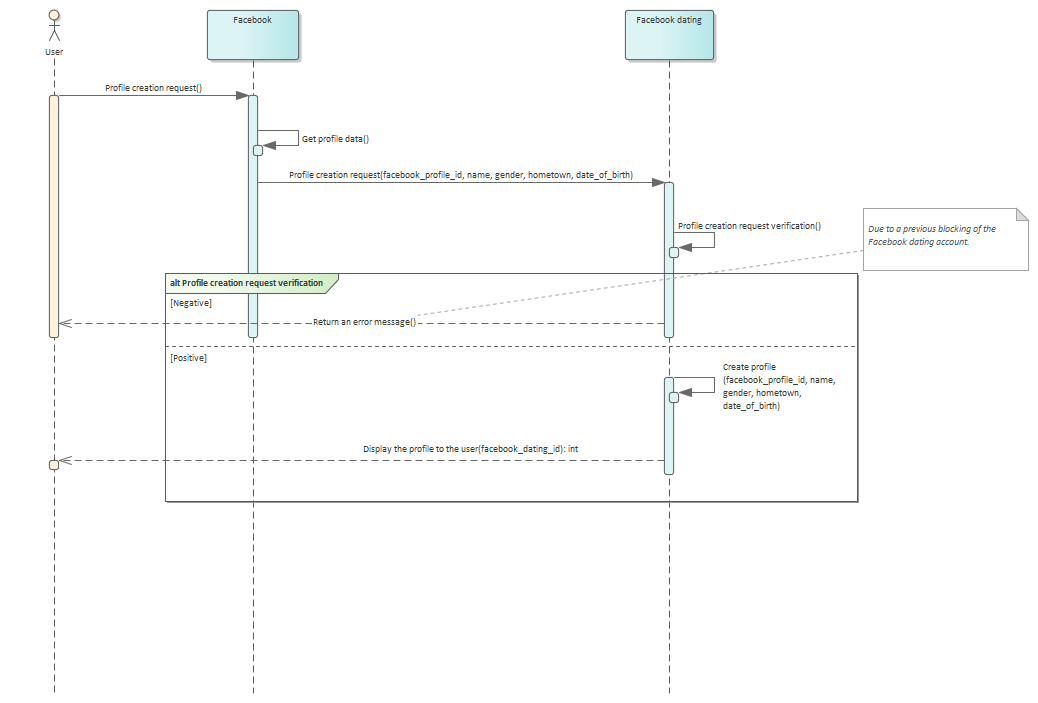 Facebook
Facebook dating
User
Profile creation request()
Get profile data()
Profile creation request(facebook_profile_id, name, gender, hometown, date_of_birth)
Profile creation request verification()
Due to a previous blocking of the
Facebook dating account.
alt Profile creation request verification
[Negative]
Return an error message()
[Positive]
Create profile
(facebook_profile_id, name,
gender, hometown,
date_of_birth)
Display the profile to the user(facebook_dating_id): int